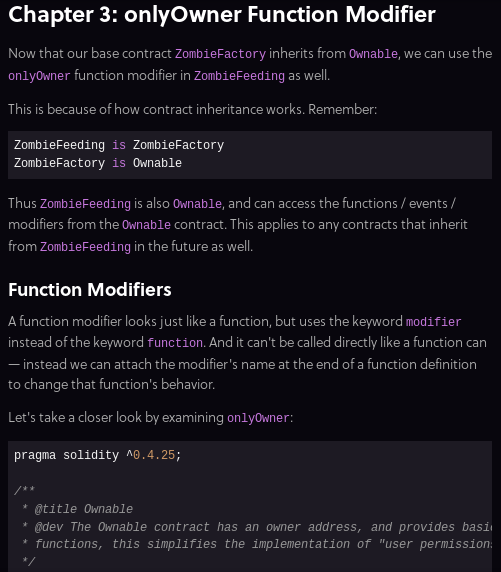 Chapter 3: onlyOwner Function Modifier
Now that our base contract ZombieFactory inherits from Ownable, we can use the
onlyOwner function modifier in ZombieFeeding as well.
This is because of how contract inheritance works. Remember:
ZombieFeeding is ZombieFactory
ZombieFactory is Ownable
Thus ZombieFeeding is also Ownable, and can access the functions / events /
modifiers from the Ownable contract. This applies to any contracts that inherit
from ZombieFeeding in the future as well.
Function Modifiers
A function modifier looks just like a function, but uses the keyword modifier
instead of the keyword function. And it can't be called directly like a function can
— instead we can attach the modifier's name at the end of a function definition
to change that function's behavior.
Let's take a closer look by examining onlyOwner:
pragma solidity ^0.4.25;
/**
 * @title Ownable
 * @dev The Ownable contract has an owner address, and provides basic
 * functions, this simplifies the implementation of "user permissions
 */